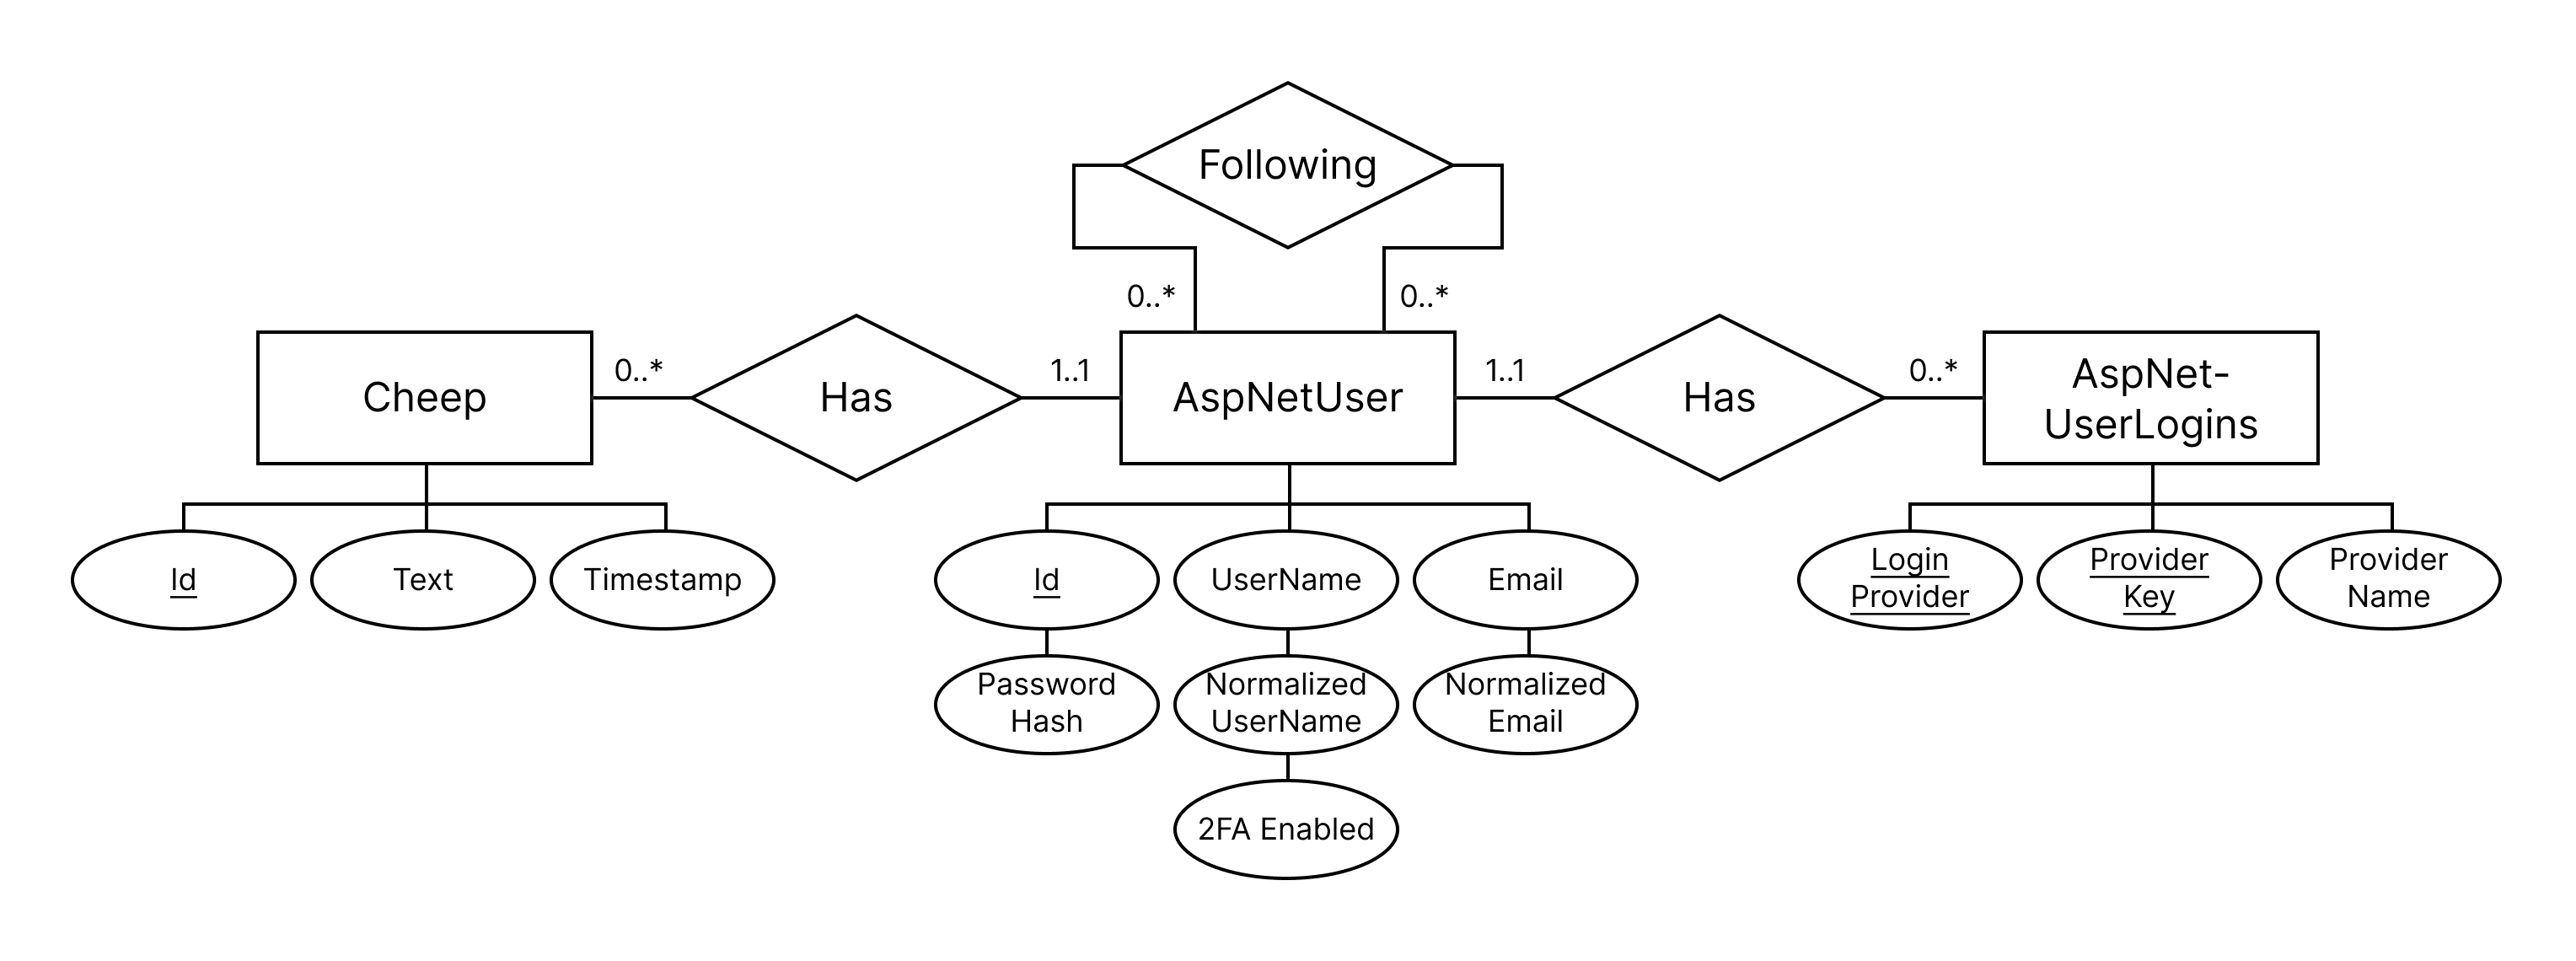 Following
0..*
0..*
Cheep
0..*
Has
1..1
AspNetUser
1..1
Has
0..*
AspNet-
UserLogins
Id
Text
Timestamp
Id
UserName
Email
Login
Provider
Provider
Key
Provider
Name
Password
Hash
Normalized
UserName
Normalized
Email
2FA Enabled